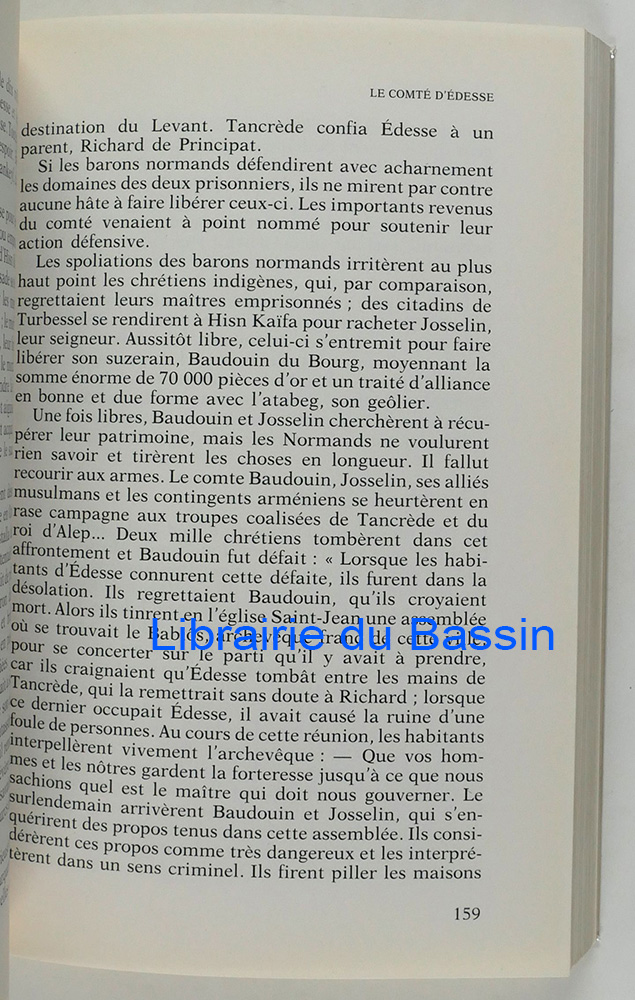 LE COMTÉ D'ÉDESSE
destination du Levant. Tancrède confia Édesse à un
parent, Richard de Principat.
Si les barons normands défendirent avec acharnement
les domaines des deux prisonniers, ils ne mirent par contre
aucune hâte à faire libérer ceux-ci. Les importants revenus
du comté venaient à point nommé pour soutenir leur
action défensive.
Les spoliations des barons normands irritèrent au plus
haut point les chrétiens indigènes, qui, par comparaison,
regrettaient leurs maîtres emprisonnés ; des citadins de
Turbessel se rendirent à Hisn Kaïfa pour racheter Josselin,
leur seigneur. Aussitôt libre, celui-ci s'entremit pour faire
libérer son suzerain, Baudouin du Bourg, moyennant la
somme énorme de 70 000 pièces d'or et un traité d'alliance
en bonne et due forme avec l'atabeg, son geôlier.
Une fois libres, Baudouin et Josselin cherchèrent à récu-
pérer leur patrimoine, mais les Normands ne voulurent
rien savoir et tirèrent les choses en longueur. Il fallut
recourir aux armes. Le comte Baudouin, Josselin, ses alliés
musulmans et les contingents arméniens se heurtèrent en
rase campagne aux troupes coalisées de Tancrède et du
roi d'Alep... Deux mille chrétiens tombèrent dans cet
affrontement et Baudouin fut défait : « Lorsque les habi-
tants d'Édesse connurent cette défaite, ils furent dans la
désolation. Ils regrettaient Baudouin, qu'ils croyaient
mort. Alors ils tinrent en l'église Saint-Jean une assemblée
où se trouvait le Babios, archevêque franc de cette ville,
Librairie du Bassin
pour se concerter sur le parti qu'il y avait à prendre,
car ils craignaient qu'Édesse tombât entre les mains de
Tancrède, qui la remettrait sans doute à Richard ; lorsque
ce dernier occupait Édesse, il avait causé la ruine d'une
foule de personnes. Au cours de cette réunion, les habitants
interpellèrent vivement l'archevêque : — Que vos hom-
mes et les nôtres gardent la forteresse jusqu'à ce que nous
sachions quel est le maître qui doit nous gouverner. Le
surlendemain arrivèrent Baudouin et Josselin, qui s'en-
quérirent des propos tenus dans cette assemblée. Ils consi-
dérèrent ces propos comme très dangereux et les interpré-
tèrent dans un sens criminel. Ils firent piller les maisons
159